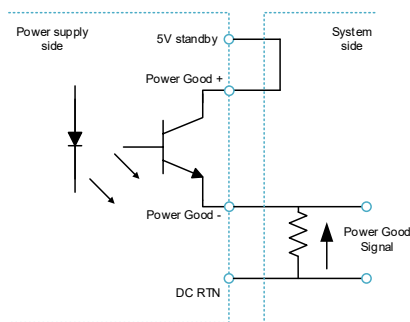 Power supply
side
5V standby
System
side
Power Good +
Power Good -
Power Good
Signal
DC RTN